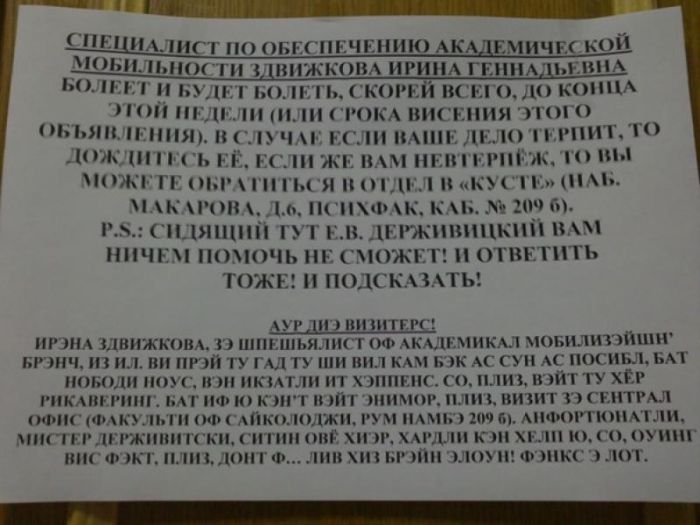 СПЕЦИАЛИСТ ПО ОБЕСПЕЧЕНИЮ АКАДЕМИЧЕСКОЙ
МОБИЛЬНОСТИ ЗДВИЖКОВА ИРИНА ГЕННАДЬЕВНА
БОЛЕЕТ И БУДЕТ БОЛЕТЬ, СКОРЕЙ ВСЕГО, ДО КОНЦА
ЭТОЙ НЕДЕЛИ (ИЛИ СРОКА ВИСЕНИЯ ЭТОГО
ОБЪЯВЛЕНИЯ). В СЛУЧАЕ ЕСЛИ ВАШЕ ДЕЛО ТЕРПИТ, ТО
ДОЖДИТЕСЬ ЕЁ, ЕСЛИ ЖЕ ВАМ НЕВТЕРПЁЖ, ТО ВЫ
МОЖЕТЕ ОБРАТИТЬСЯ В ОТДЕЛ В «КУСТЕ» (НАБ.
МАКАРОВА, Д.6, ПСИХФАК, КАБ. № 209 б).
P.S.: СИДЯЩИЙ ТУТ Е.В. ДЕРЖИВИЦКИЙ ВАМ
НИЧЕМ ПОМОЧЬ НЕ СМОЖЕТ! И ОТВЕТИТЬ
ТОЖЕ! И ПОДСКАЗАТЬ!
АУР ДИЭ ВИЗИТЕРС!
ИРЭНА ЗДВИЖКОВА, ЗЭ ШПЕШЬЯЛИСТ ОФ АКАДЕМИКАЛ МОБИЛИЗЭЙШН'
БРЭНЧ, ИЗ ИЛ. ВИ ПРЭЙ ТУ ГАД ТУ ШИ ВИЛ КАМ БЭК АС СУН АС ПОСИБЛ, БАТ
НОБОДИ НОУС, ВЭН ИКЗАТЛИ ИТ ХЭППЕНС. СО, ПЛИЗ, ВЭЙТ ТУ ХЁР
РИКАВЕРИНГ. БАТ ИФ Ю КЭН'Т ВЭЙТ ЭНИМОР, ПЛИЗ, ВИЗИТ ЗЭ СЕНТРАЛ
ОФИС (ФАКУЛЬТИ ОФ САЙКОЛОДЖИ, РУМ НАМБЭ 209 б). АНФОРТЮНАТЛИ,
МИСТЕР ДЕРЖИВИТСКИ, СИТИН ОВЁ ХИЭР, ХАРДЛИ КЭН ХЕЛП Ю, СО, ОУИНГ
ВИС ФЭКТ, ПЛИЗ, ДОНТ Ф... ЛИВ ХИЗ БРЭЙН ЭЛОУН! ФЭНКС Э ЛОТ.